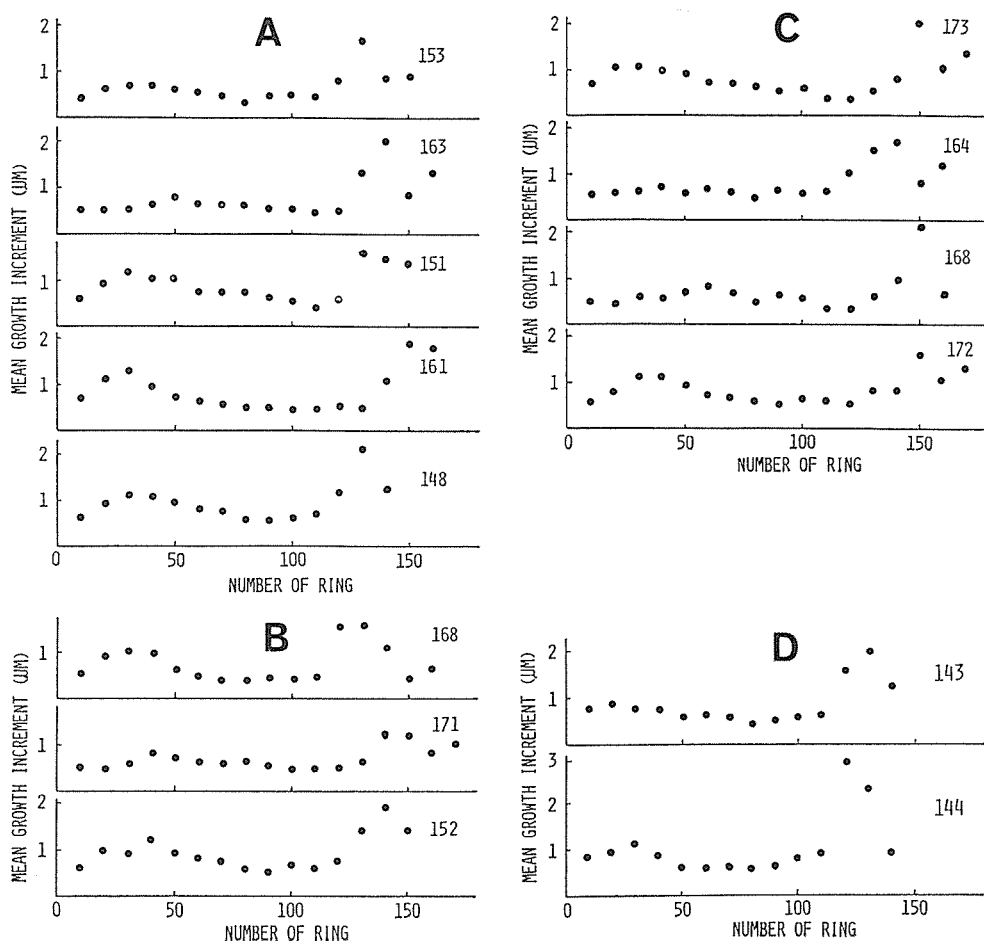 A
MEAN GROWTH INCREMENT (µM)
2
1
153
2
1
163
1
151
2
1
161
2
1
148
0 50 100 150
NUMBER OF RING
B
MEAN GROWTH INCREMENT (µM)
1
168
1
171
2
1
152
0 50 100 150
NUMBER OF RING
C
MEAN GROWTH INCREMENT (µM)
2
1
173
2
1
164
2
1
168
2
1
172
0 50 100 150
NUMBER OF RING
D
MEAN GROWTH INCREMENT (µM)
2
1
143
3
2
1
144
0 50 100 150
NUMBER OF RING